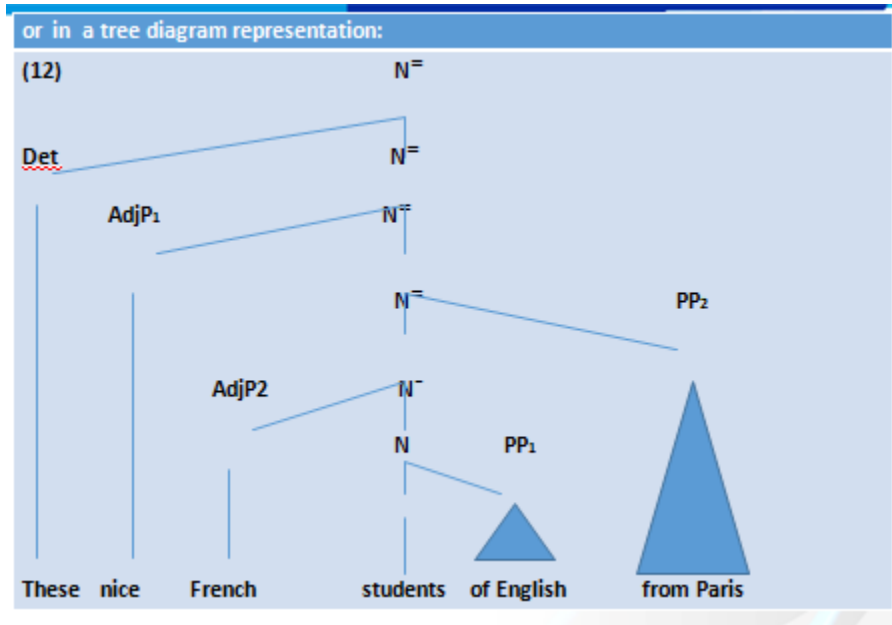 or in a tree diagram representation:
(12) N⁼
Det N⁼
AdjP₁ N⁼
N⁼ PP₂
AdjP2 N⁻
N PP₁
These nice French students of English from Paris